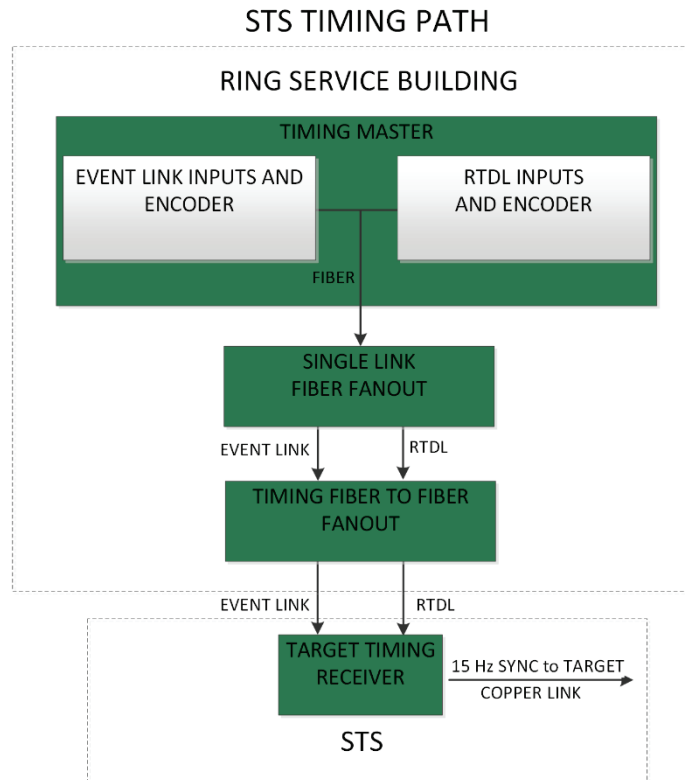 STS TIMING PATH
RING SERVICE BUILDING
TIMING MASTER
EVENT LINK INPUTS AND
ENCODER
RTDL INPUTS
AND ENCODER
FIBER
SINGLE LINK
FIBER FANOUT
EVENT LINK
RTDL
TIMING FIBER TO FIBER
FANOUT
EVENT LINK
RTDL
TARGET TIMING
RECEIVER
15 Hz SYNC to TARGET
COPPER LINK
STS